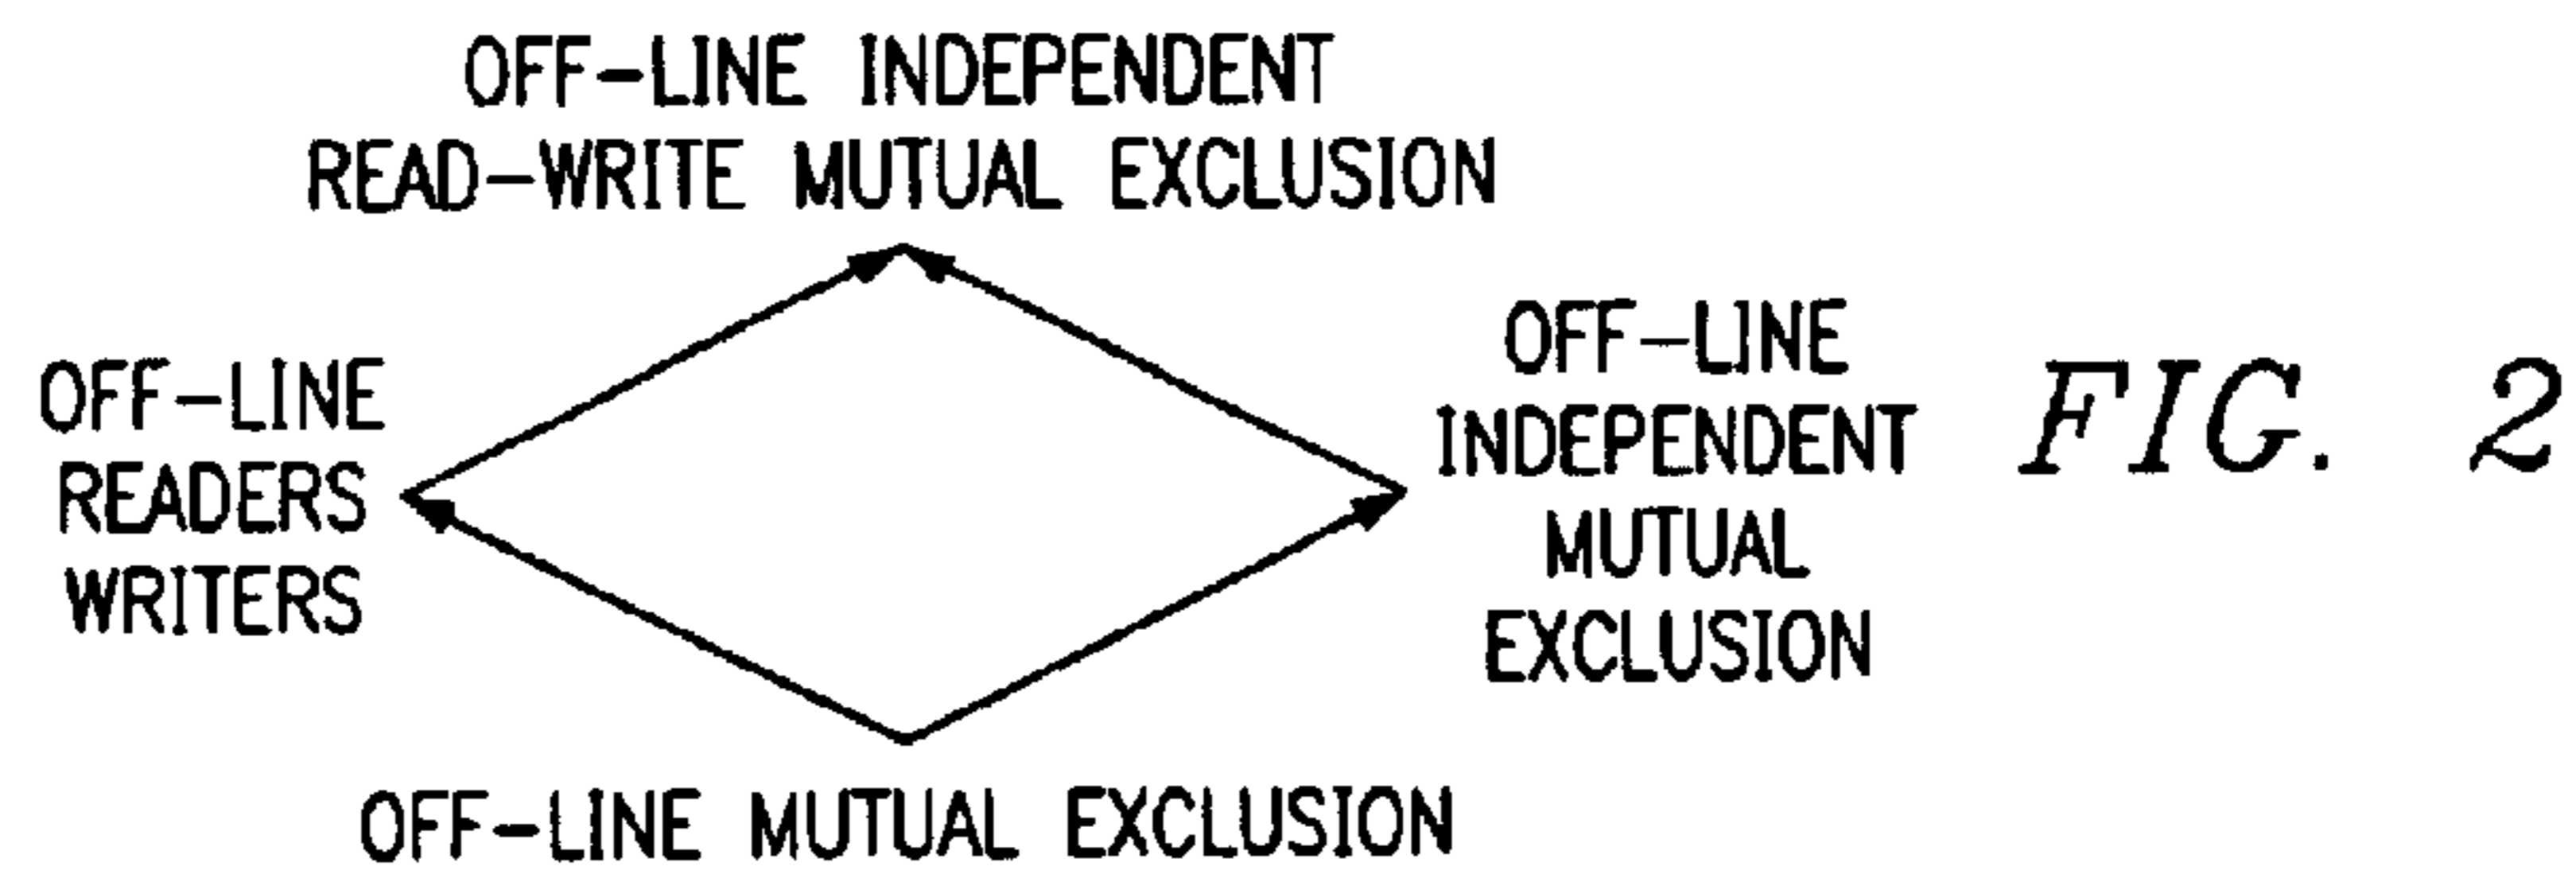 OFF-LINE INDEPENDENT
READ-WRITE MUTUAL EXCLUSION
OFF-LINE
READERS
WRITERS
OFF-LINE
INDEPENDENT
MUTUAL
EXCLUSION
FIG. 2
OFF-LINE MUTUAL EXCLUSION